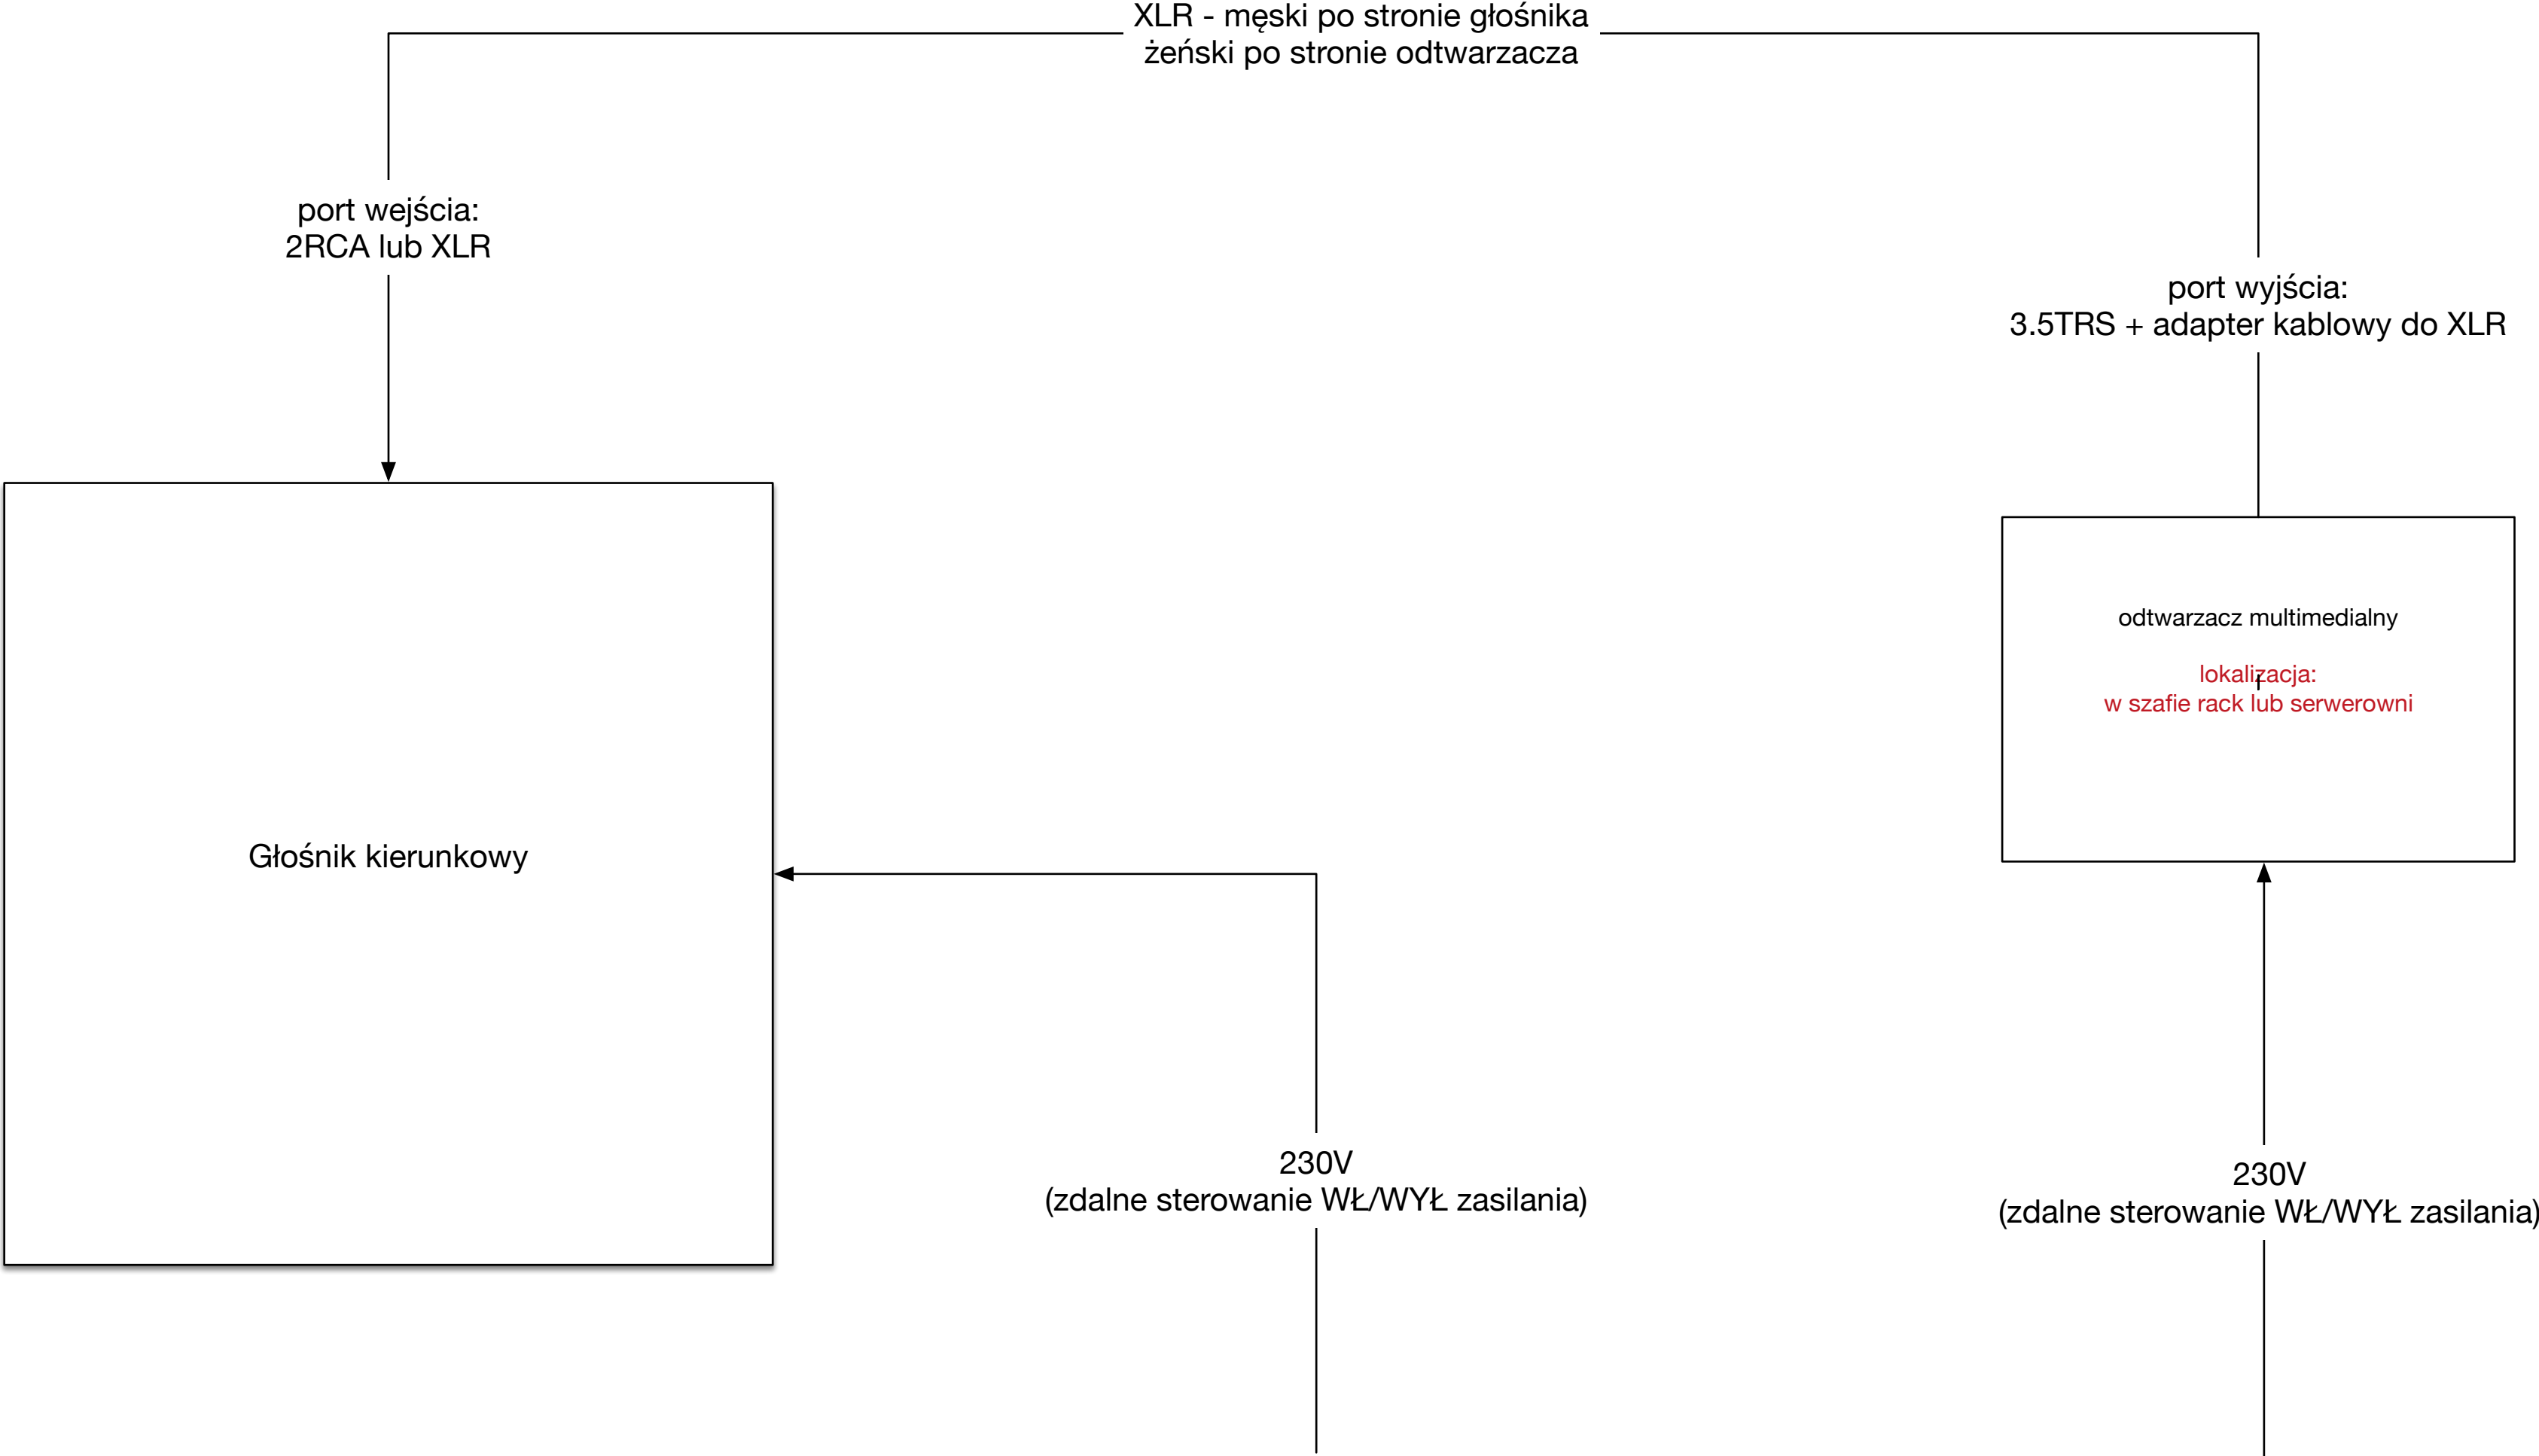 XLR - męski po stronie głośnika
żeński po stronie odtwarzacza
port wejścia:
2RCA lub XLR
port wyjścia:
3.5TRS + adapter kablowy do XLR
odtwarzacz multimedialny
lokalizacja:
w szafie rack lub serwerowni
Głośnik kierunkowy
230V
(zdalne sterowanie WŁ/WYŁ zasilania)
230V
(zdalne sterowanie WŁ/WYŁ zasilania)